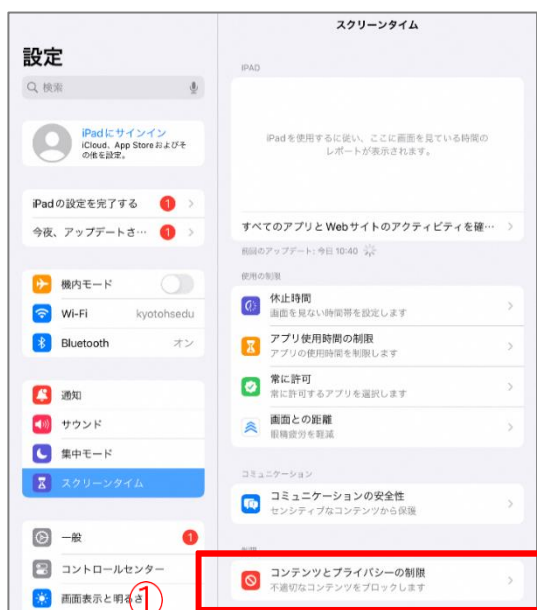 スクリーンタイム
設定
検索
iPadにサインイン
iCloud、App Storeおよびそ
の他を設定。
iPadの設定を完了する 1
今夜、アップデートさ… 1
機内モード
Wi-Fi kyotohsedu
Bluetooth オン
通知
サウンド
集中モード
スクリーンタイム
一般 1
コントロールセンター
画面表示と明るさ
①
IPAD
iPadを使用するに従い、ここに画面を見ている時間の
レポートが表示されます。
すべてのアプリとWebサイトのアクティビティを確…
前回のアップデート: 今日 10:40
使用の制限
休止時間
画面を見ない時間帯を設定します
アプリ使用時間の制限
アプリの使用時間を制限します
常に許可
常に許可するアプリを選択します
画面との距離
眼精疲労を軽減
コミュニケーション
コミュニケーションの安全性
センシティブなコンテンツから保護
コンテンツとプライバシーの制限
不適切なコンテンツをブロックします